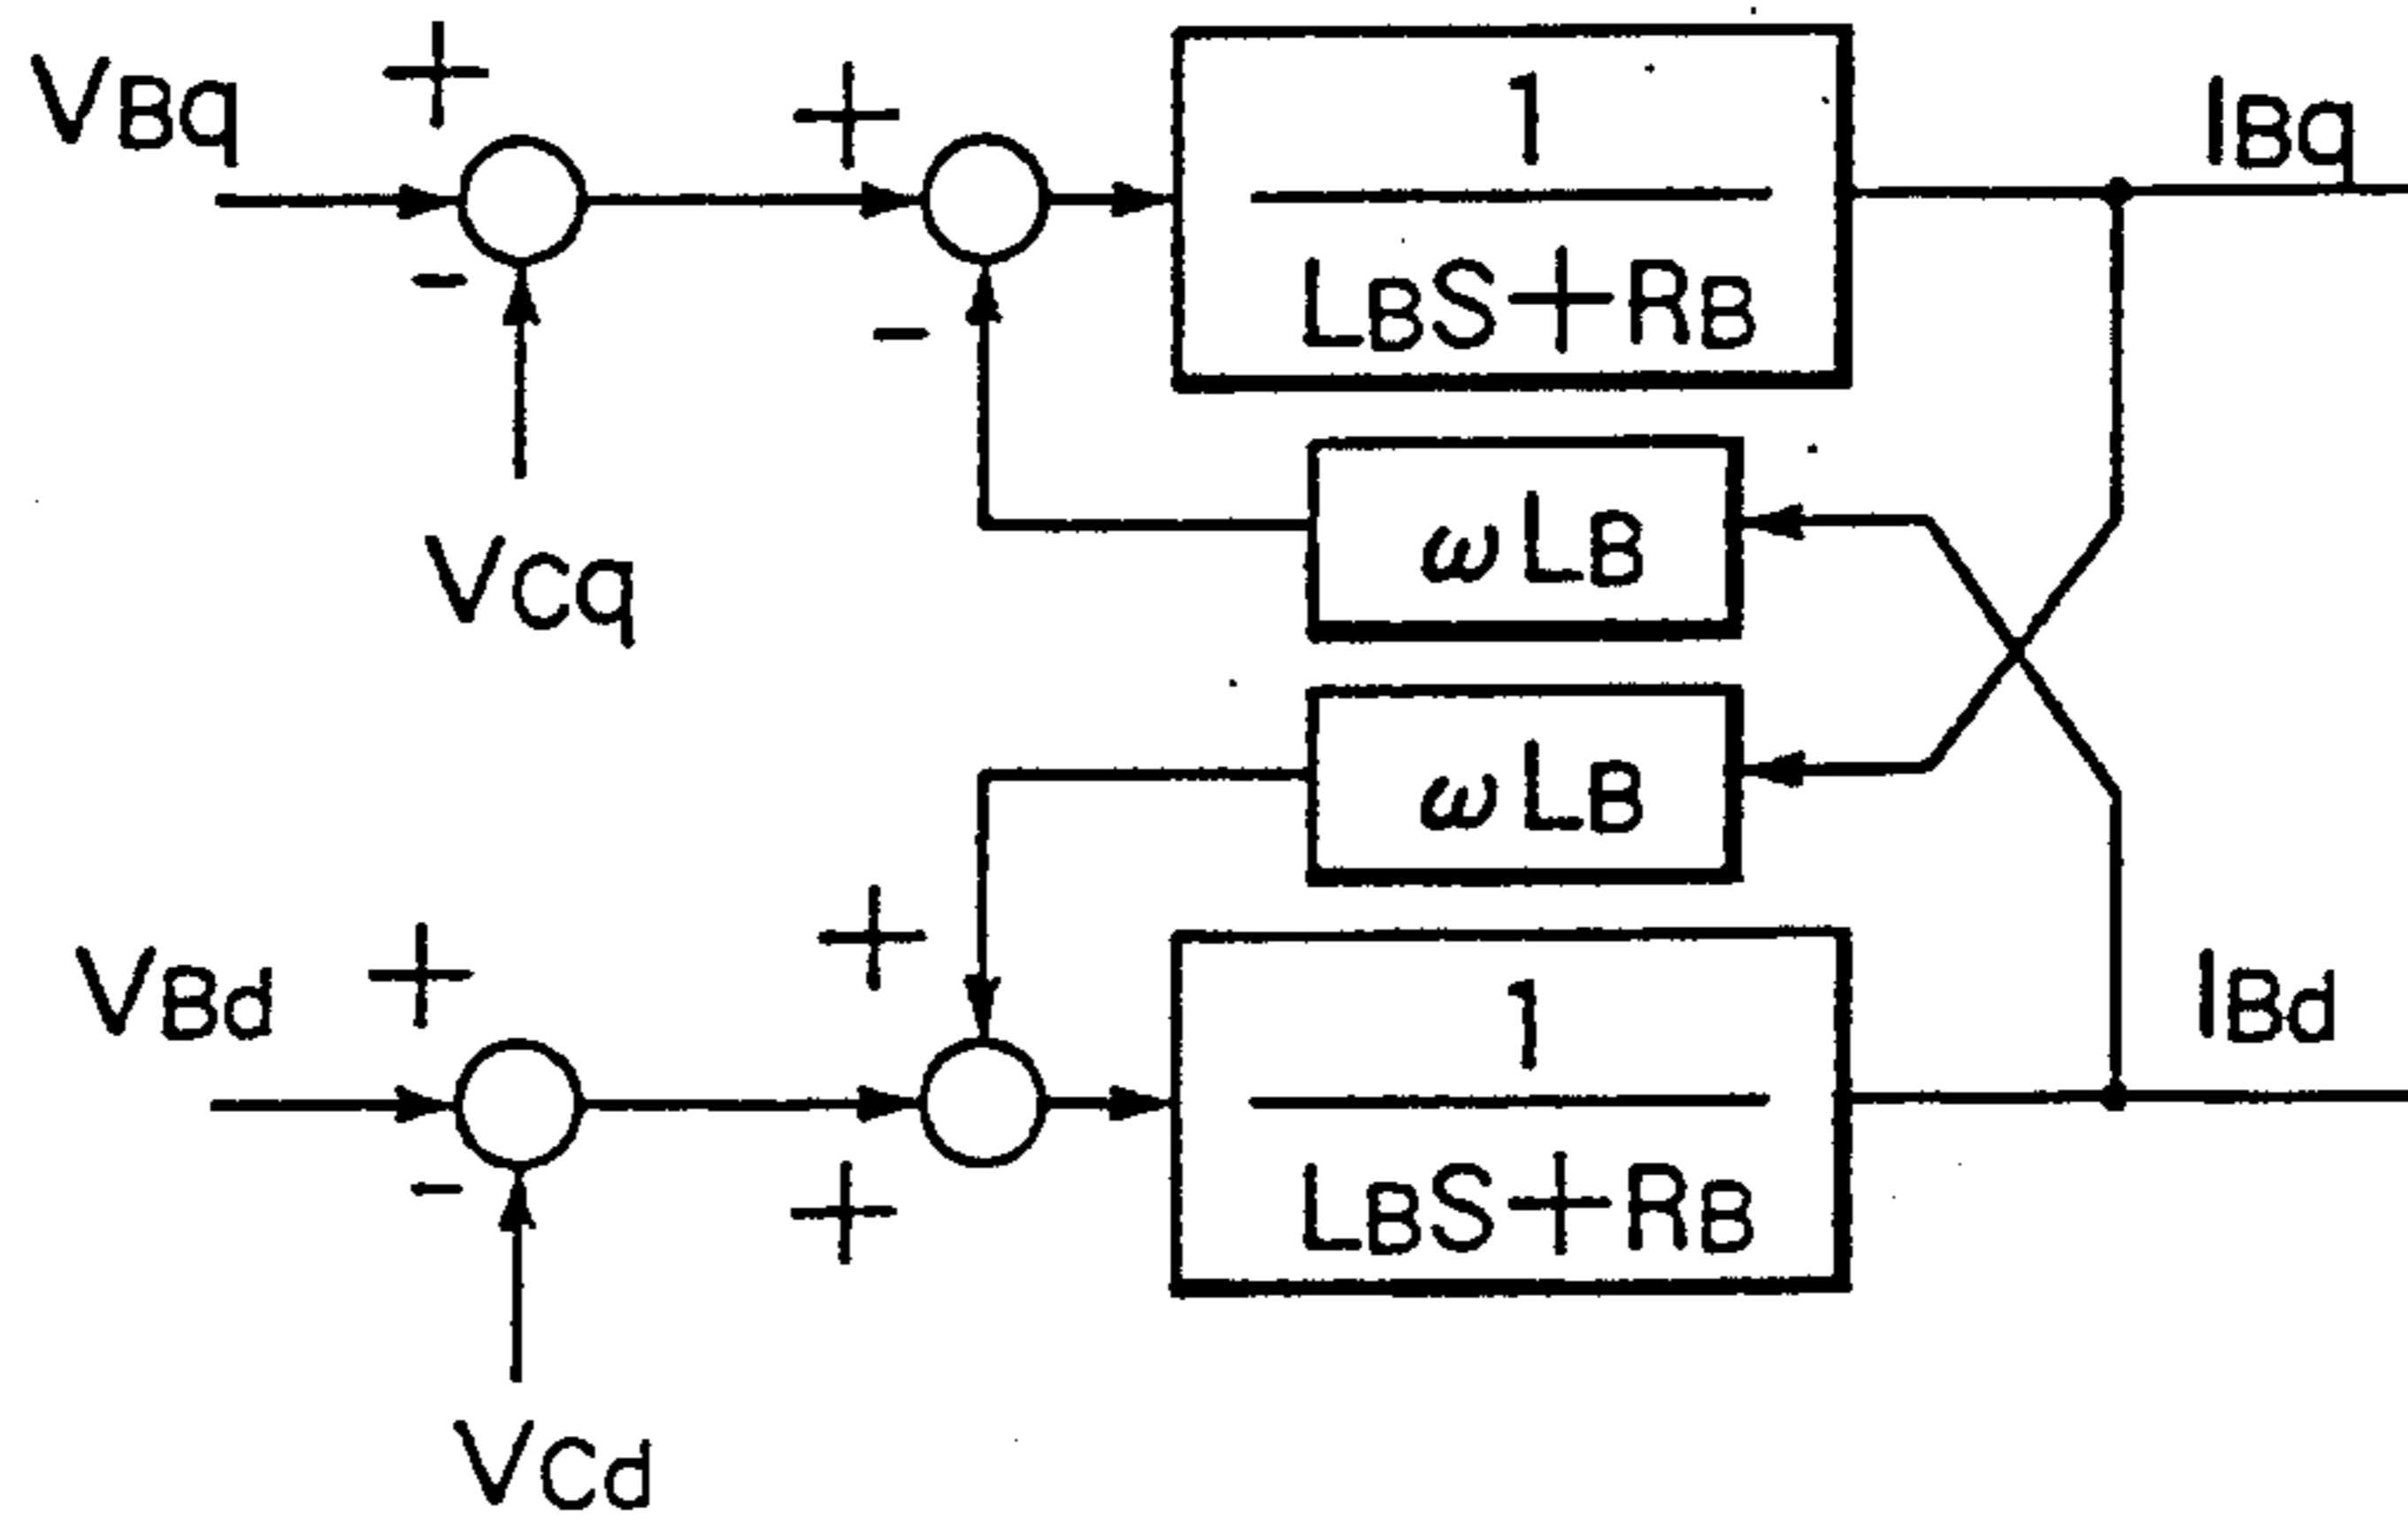 VBq
+
+
1
LBS+RB
IBq
-
-
VCq
ωLB
ωLB
VBd
+
+
1
LBS+RB
IBd
-
+
VCd